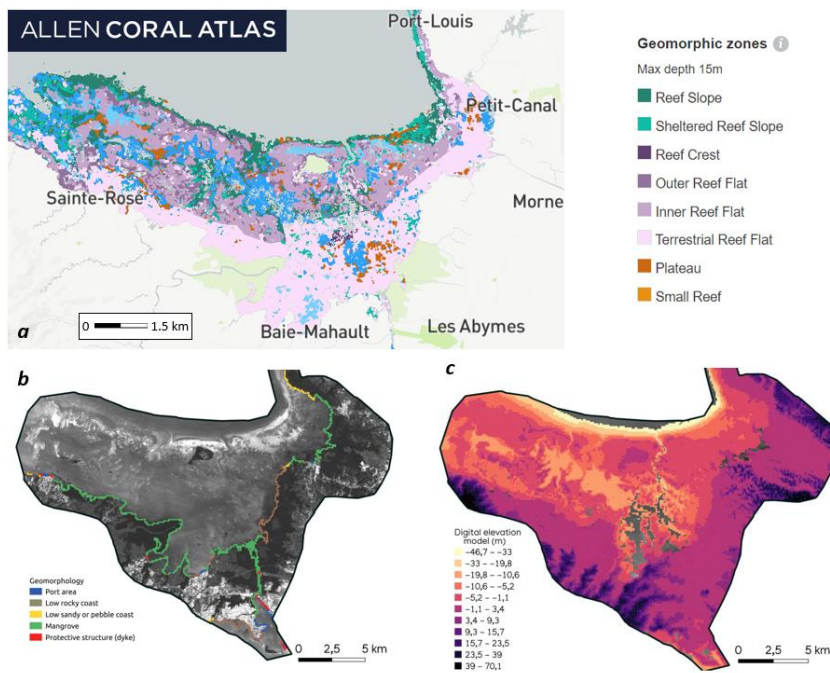 ALLEN CORAL ATLAS
Port-Louis
Petit-Canal
Morne
Sainte-Rose
Baie-Mahault
Les Abymes
a
0 1.5 km
Geomorphic zones i
Max depth 15m
Reef Slope
Sheltered Reef Slope
Reef Crest
Outer Reef Flat
Inner Reef Flat
Terrestrial Reef Flat
Plateau
Small Reef
b
Geomorphology
Port area
Low rocky coast
Low sandy or pebble coast
Mangrove
Protective structure (dyke)
0 2,5 5 km
c
Digital elevation
model (m)
-46,7 – -33
-33 – -19,8
-19,8 – -10,6
-10,6 – -5,2
-5,2 – -1,1
-1,1 – 3,4
3,4 – 9,3
9,3 – 15,7
15,7 – 23,5
23,5 – 39
39 – 70,1
0 2,5 5 km